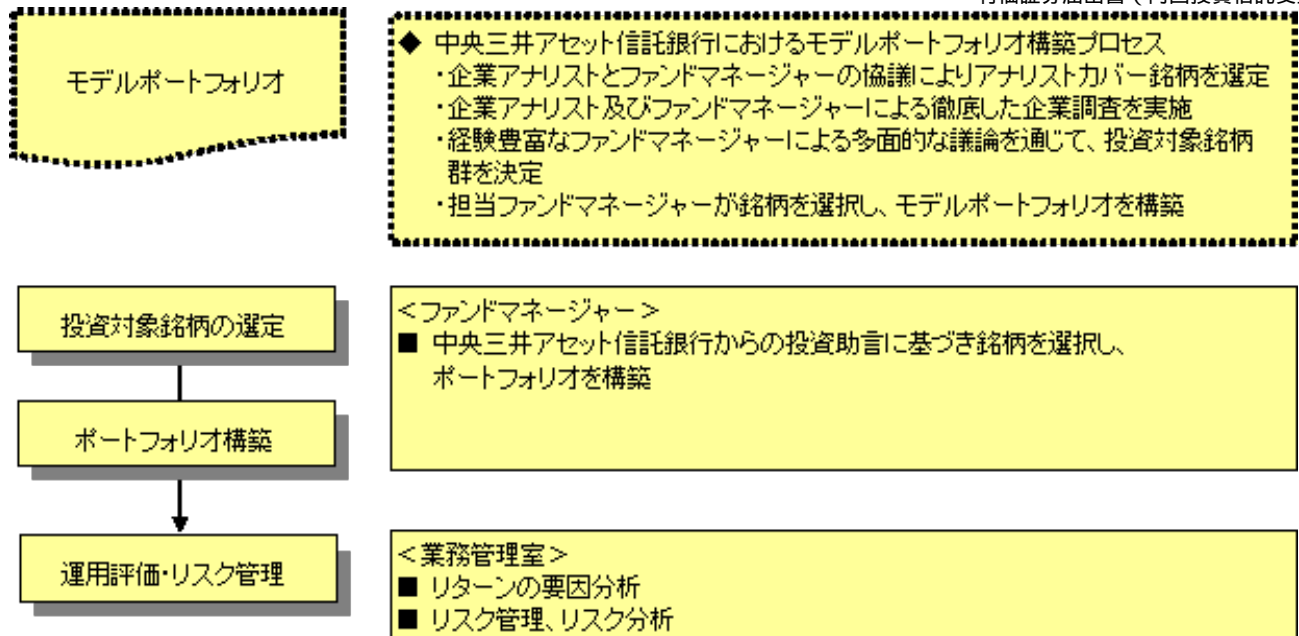 モデルポートフォリオ
◆ 中央三井アセット信託銀行におけるモデルポートフォリオ構築プロセス
・企業アナリストとファンドマネージャーの協議によりアナリストカバー銘柄を選定
・企業アナリスト及びファンドマネージャーによる徹底した企業調査を実施
・経験豊富なファンドマネージャーによる多面的な議論を通じて、投資対象銘柄
群を決定
・担当ファンドマネージャーが銘柄を選択し、モデルポートフォリオを構築
投資対象銘柄の選定
ポートフォリオ構築
＜ファンドマネージャー＞
■ 中央三井アセット信託銀行からの投資助言に基づき銘柄を選択し、
ポートフォリオを構築
運用評価・リスク管理
＜業務管理室＞
■ リターンの要因分析
■ リスク管理、リスク分析